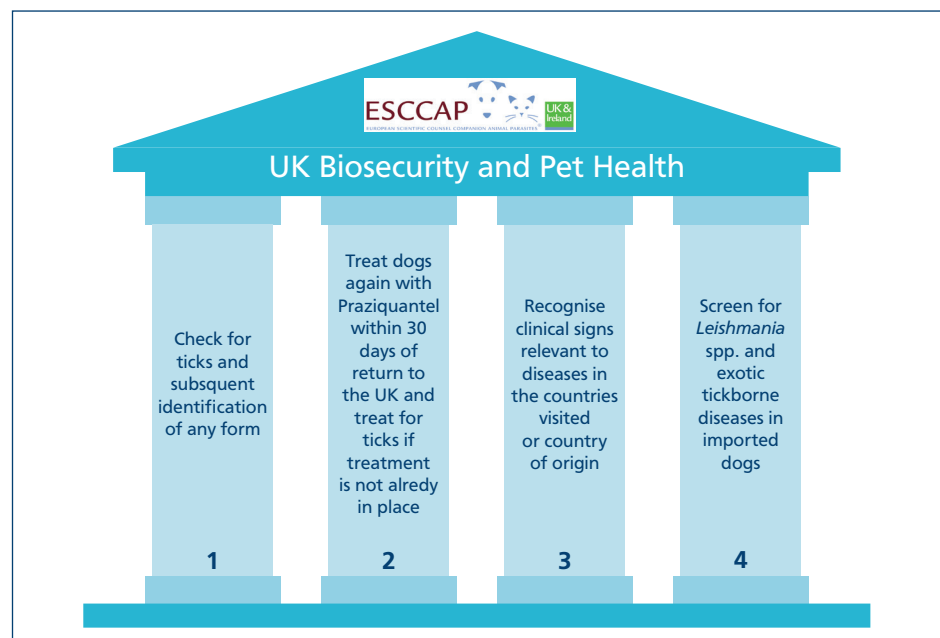 ESCCAP
UK &
Ireland
EUROPEAN SCIENTIFIC COUNSEL COMPANION ANIMAL PARASITES
UK Biosecurity and Pet Health
Check for
ticks and
subsquent
identification
of any form
1
Treat dogs
again with
Praziquantel
within 30
days of
return to
the UK and
treat for
ticks if
treatment
is not alredy
in place
2
Recognise
clinical signs
relevant to
diseases in
the countries
visited
or country
of origin
3
Screen for
Leishmania
spp. and
exotic
tickborne
diseases in
imported
dogs
4